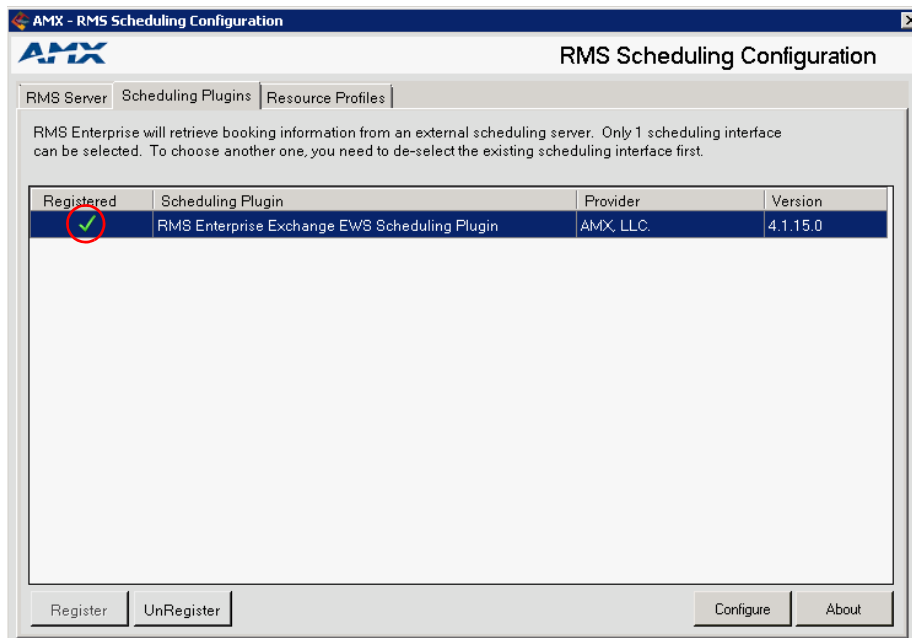 AMX - RMS Scheduling Configuration
AMX
RMS Scheduling Configuration
RMS Server Scheduling Plugins Resource Profiles
RMS Enterprise will retrieve booking information from an external scheduling server. Only 1 scheduling interface
can be selected. To choose another one, you need to de-select the existing scheduling interface first.
Registered Scheduling Plugin Provider Version
RMS Enterprise Exchange EWS Scheduling Plugin AMX, LLC. 4.1.15.0
Register UnRegister Configure About